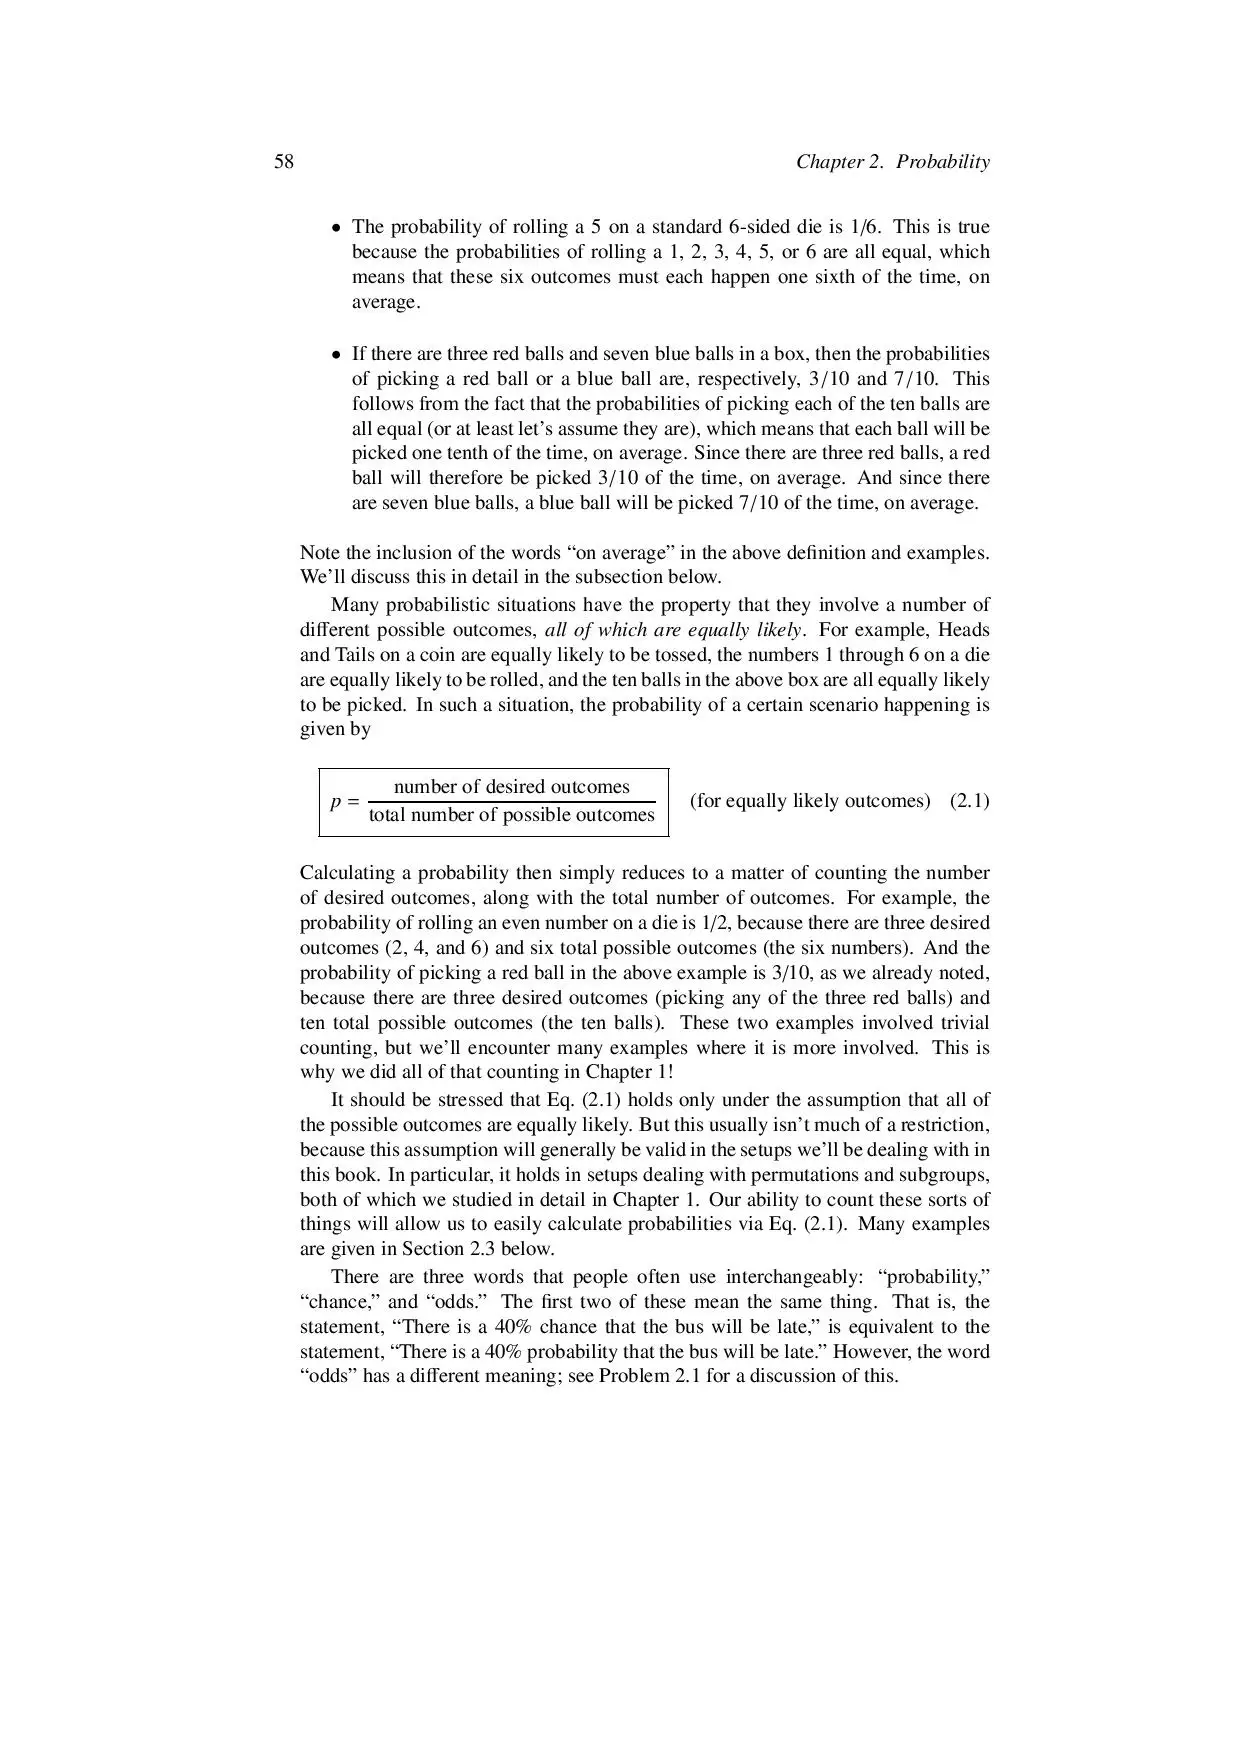 58
Chapter 2. Probability
• The probability of rolling a 5 on a standard 6-sided die is 1/6. This is true
because the probabilities of rolling a 1, 2, 3, 4, 5, or 6 are all equal, which
means that these six outcomes must each happen one sixth of the time, on
average.
• If there are three red balls and seven blue balls in a box, then the probabilities
of picking a red ball or a blue ball are, respectively, 3/10 and 7/10. This
follows from the fact that the probabilities of picking each of the ten balls are
all equal (or at least let’s assume they are), which means that each ball will be
picked one tenth of the time, on average. Since there are three red balls, a red
ball will therefore be picked 3/10 of the time, on average. And since there
are seven blue balls, a blue ball will be picked 7/10 of the time, on average.
Note the inclusion of the words “on average” in the above definition and examples.
We’ll discuss this in detail in the subsection below.
Many probabilistic situations have the property that they involve a number of
different possible outcomes, all of which are equally likely. For example, Heads
and Tails on a coin are equally likely to be tossed, the numbers 1 through 6 on a die
are equally likely to be rolled, and the ten balls in the above box are all equally likely
to be picked. In such a situation, the probability of a certain scenario happening is
given by
p = number of desired outcomes / total number of possible outcomes (for equally likely outcomes) (2.1)
Calculating a probability then simply reduces to a matter of counting the number
of desired outcomes, along with the total number of outcomes. For example, the
probability of rolling an even number on a die is 1/2, because there are three desired
outcomes (2, 4, and 6) and six total possible outcomes (the six numbers). And the
probability of picking a red ball in the above example is 3/10, as we already noted,
because there are three desired outcomes (picking any of the three red balls) and
ten total possible outcomes (the ten balls). These two examples involved trivial
counting, but we’ll encounter many examples where it is more involved. This is
why we did all of that counting in Chapter 1!
It should be stressed that Eq. (2.1) holds only under the assumption that all of
the possible outcomes are equally likely. But this usually isn’t much of a restriction,
because this assumption will generally be valid in the setups we’ll be dealing with in
this book. In particular, it holds in setups dealing with permutations and subgroups,
both of which we studied in detail in Chapter 1. Our ability to count these sorts of
things will allow us to easily calculate probabilities via Eq. (2.1). Many examples
are given in Section 2.3 below.
There are three words that people often use interchangeably: “probability,”
“chance,” and “odds.” The first two of these mean the same thing. That is, the
statement, “There is a 40% chance that the bus will be late,” is equivalent to the
statement, “There is a 40% probability that the bus will be late.” However, the word
“odds” has a different meaning; see Problem 2.1 for a discussion of this.